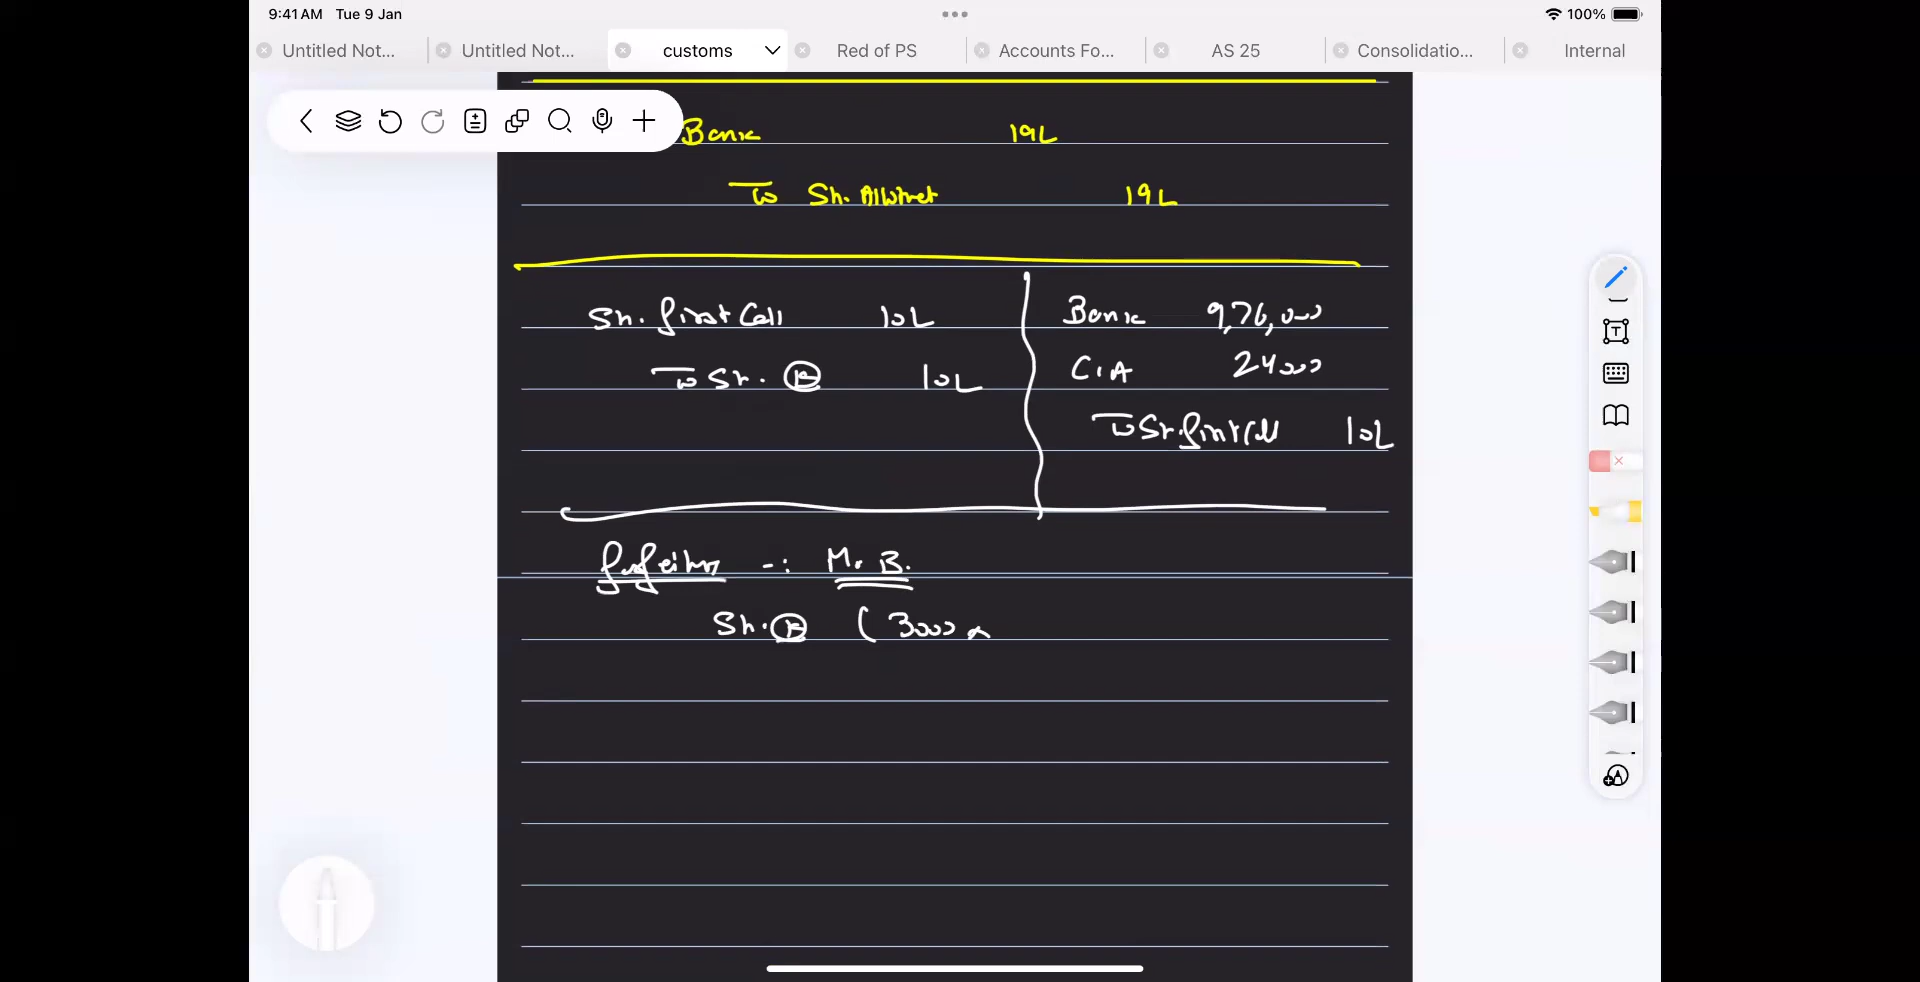 9:41 AM Tue 9 Jan 100%
Untitled Not... Untitled Not... customs Red of PS Accounts Fo... AS 25 Consolidatio... Internal
Bank 19L
To Sh. Allotmet 19L
Sh. first Call 10L
To Sh. (K) 10L
Bank 9,76,000
C.I.A 24000
To Sh. first Call 10L
:- Mr B.
Sh. (K) (3000 x